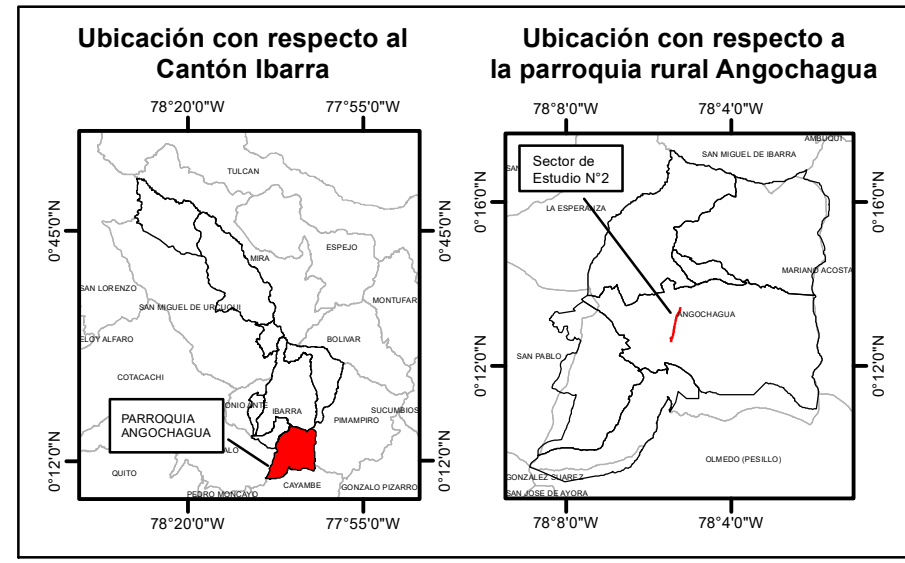 Ubicación con respecto al
Cantón Ibarra
78°20'0"W
77°55'0"W
0°45'0"N
0°45'0"N
TULCAN
ESPEJO
MIRA
SAN LORENZO
MONTUFAR
SAN MIGUEL DE URCUQUI
ELOY ALFARO
BOLIVAR
COTACACHI
ONIO ANTE
IBARRA
SUCUMBIOS
PIMAMPIRO
PARROQUIA
ANGOCHAGUA
ALO
0°12'0"N
0°12'0"N
QUITO
CAYAMBE
GONZALO PIZARRO
PEDRO MONCAYO
78°20'0"W
77°55'0"W
Ubicación con respecto a
la parroquia rural Angochagua
78°8'0"W
78°4'0"W
AMBUQUI
SAN MIGUEL DE IBARRA
SAN
Sector de
Estudio N°2
0°16'0"N
0°16'0"N
LA ESPERANZA
MARIANO ACOSTA
ANGOCHAGUA
SAN PABLO
0°12'0"N
0°12'0"N
OLMEDO (PESILLO)
GONZALEZ SUAREZ
SAN JOSE DE AYORA
78°8'0"W
78°4'0"W